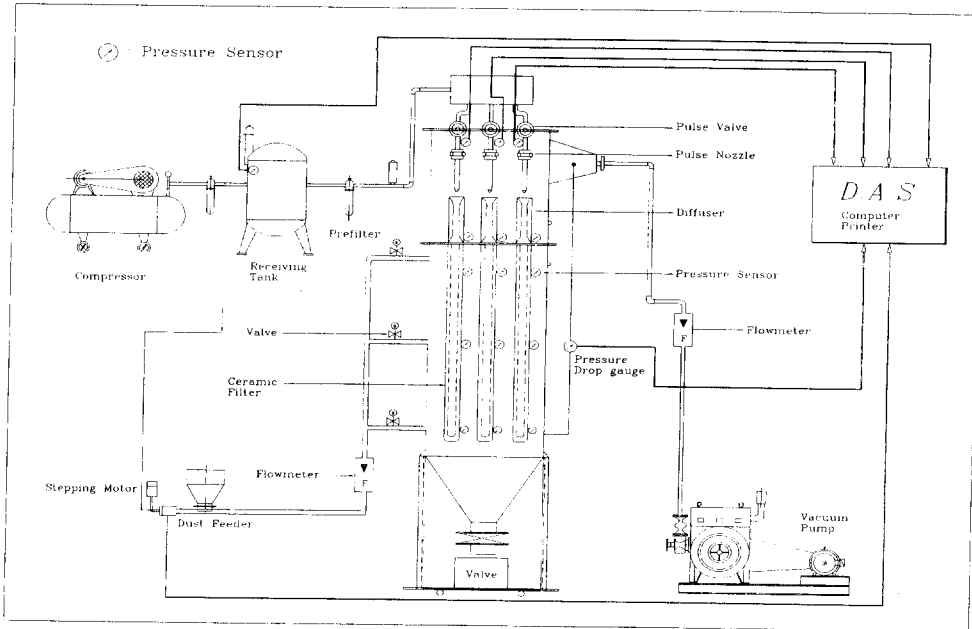 Pressure Sensor
Pulse Valve
Pulse Nozzle
D.A.S
Computer
Printer
Prefilter
Diffuser
Compressor
Receiving
Tank
Pressure Sensor
Valve
Flowmeter
Pressure
Drop gauge
Ceramic
Filter
Flowmeter
F
F
Stepping Motor
Dust Feeder
Vacuum
Pump
Valve